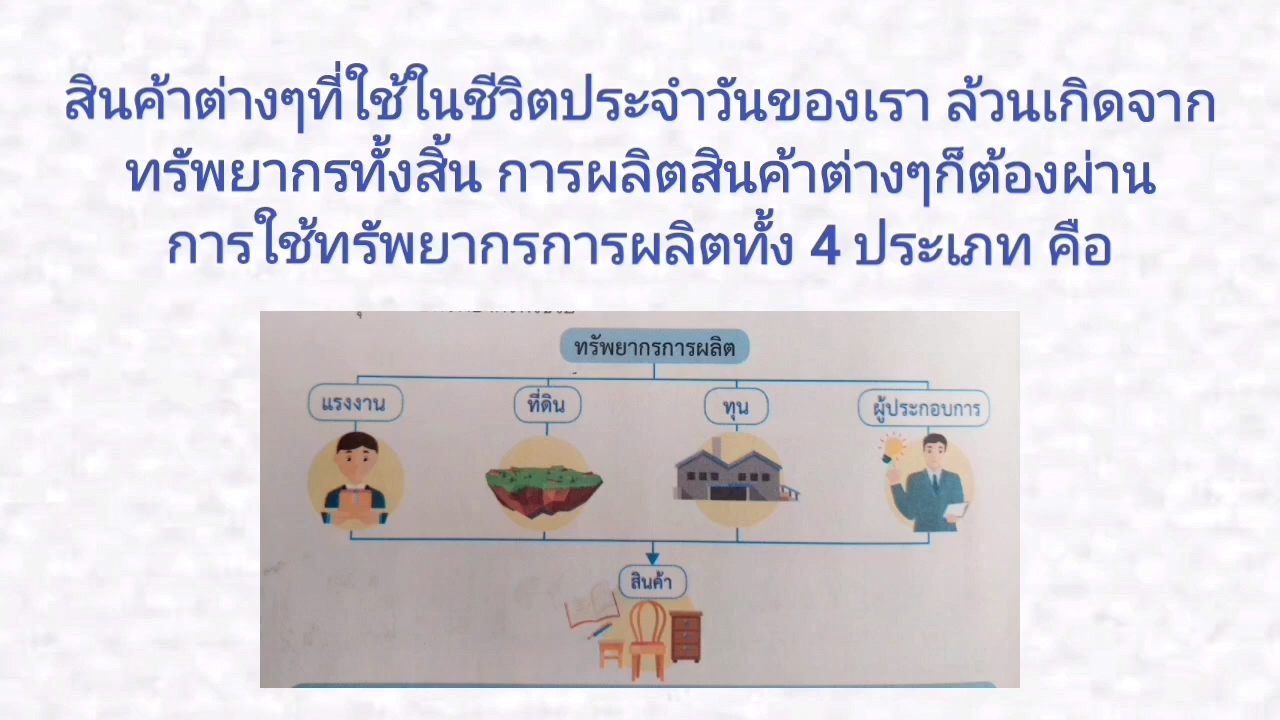 สินค้าต่างๆที่ใช้ในชีวิตประจำวันของเรา ล้วนเกิดจาก
ทรัพยากรทั้งสิ้น การผลิตสินค้าต่างๆก็ต้องผ่าน
การใช้ทรัพยากรการผลิตทั้ง 4 ประเภท คือ
ทรัพยากรการผลิต
แรงงาน ที่ดิน ทุน ผู้ประกอบการ
สินค้า